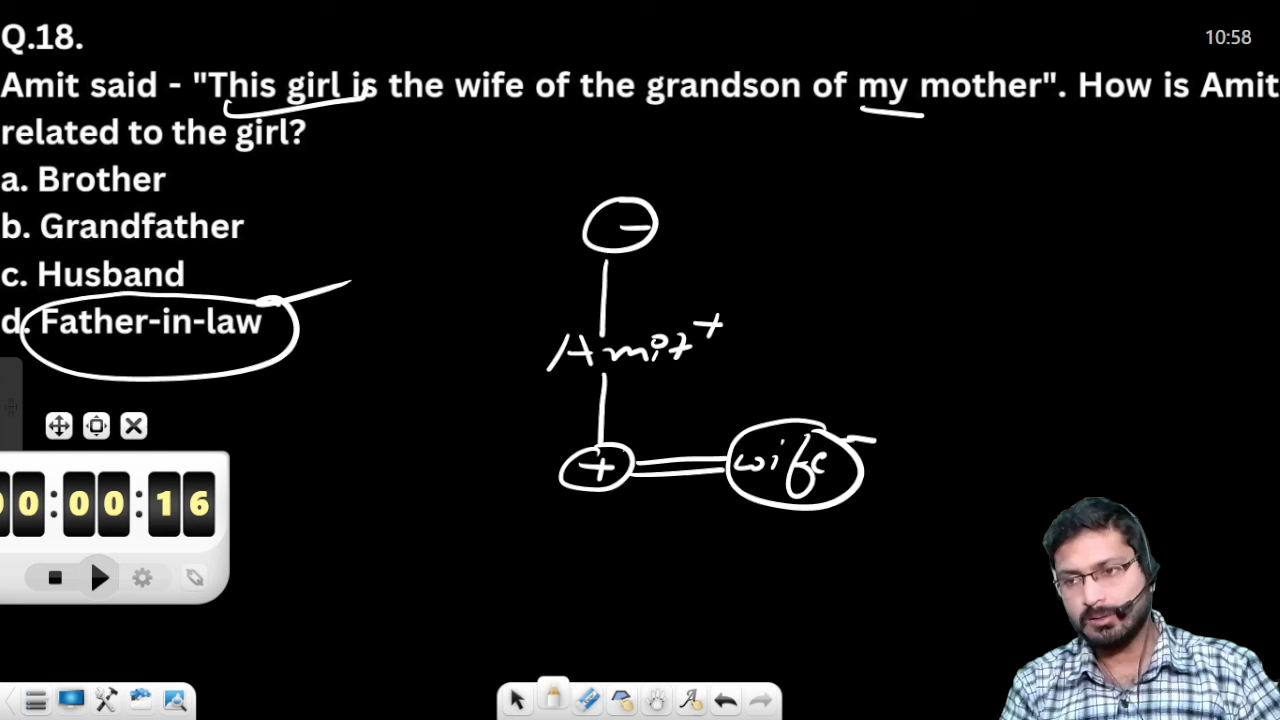 Q.18.
10:58
Amit said - "This girl is the wife of the grandson of my mother". How is Amit
related to the girl?
a. Brother
b. Grandfather
c. Husband
d. Father-in-law
-
Amit +
+ wife
00:00:16